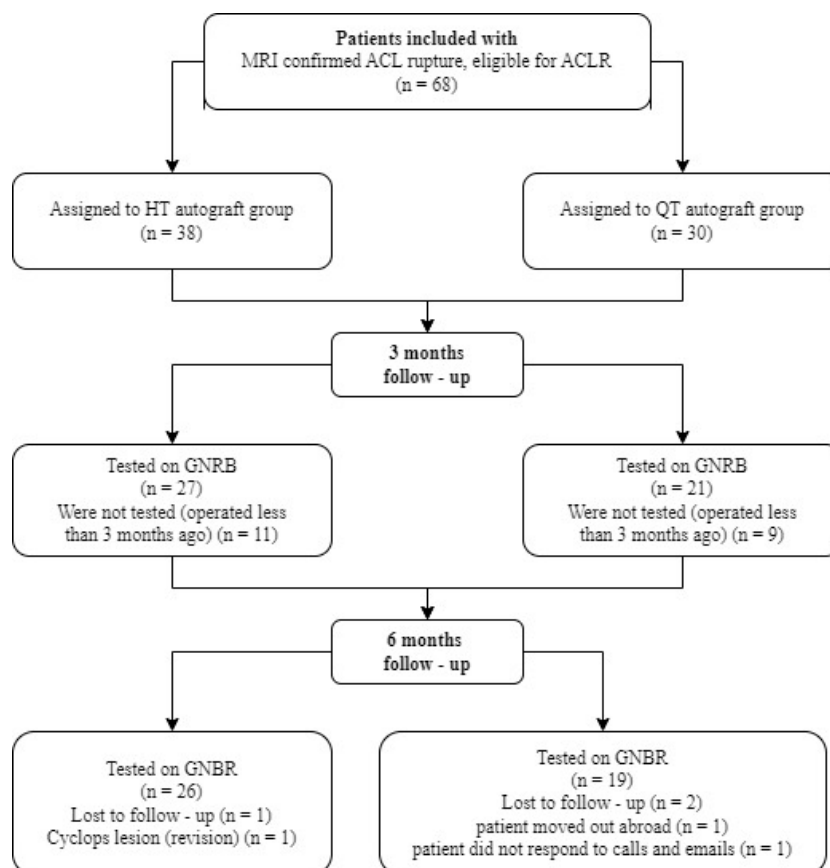 Patients included with
MRI confirmed ACL rupture, eligible for ACLR
(n = 68)
Assigned to HT autograft group
(n = 38)
Assigned to QT autograft group
(n = 30)
3 months
follow - up
Tested on GNRB
(n = 27)
Were not tested (operated less
than 3 months ago) (n = 11)
Tested on GNRB
(n = 21)
Were not tested (operated less
than 3 months ago) (n = 9)
6 months
follow - up
Tested on GNBR
(n = 26)
Lost to follow - up (n = 1)
Cyclops lesion (revision) (n = 1)
Tested on GNBR
(n = 19)
Lost to follow - up (n = 2)
patient moved out abroad (n = 1)
patient did not respond to calls and emails (n = 1)